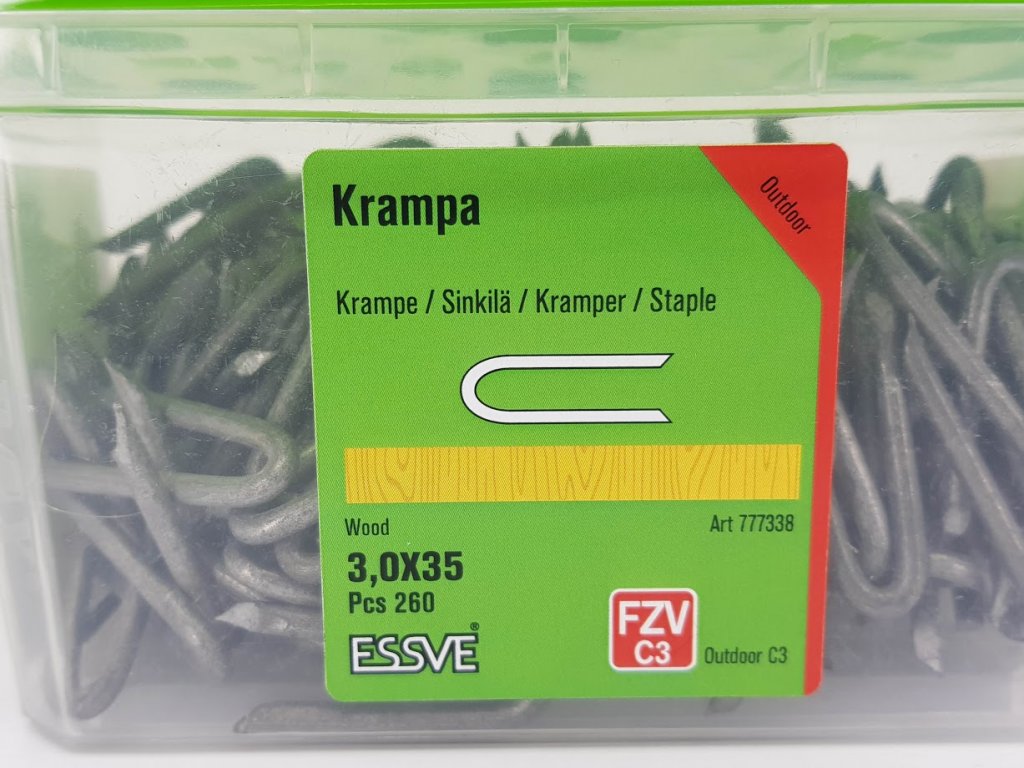 Krampa
Outdoor
Krampe / Sinkilä / Kramper / Staple
Wood
Art 777338
3,0X35
Pcs 260
ESSVE®
FZV
C3
Outdoor C3